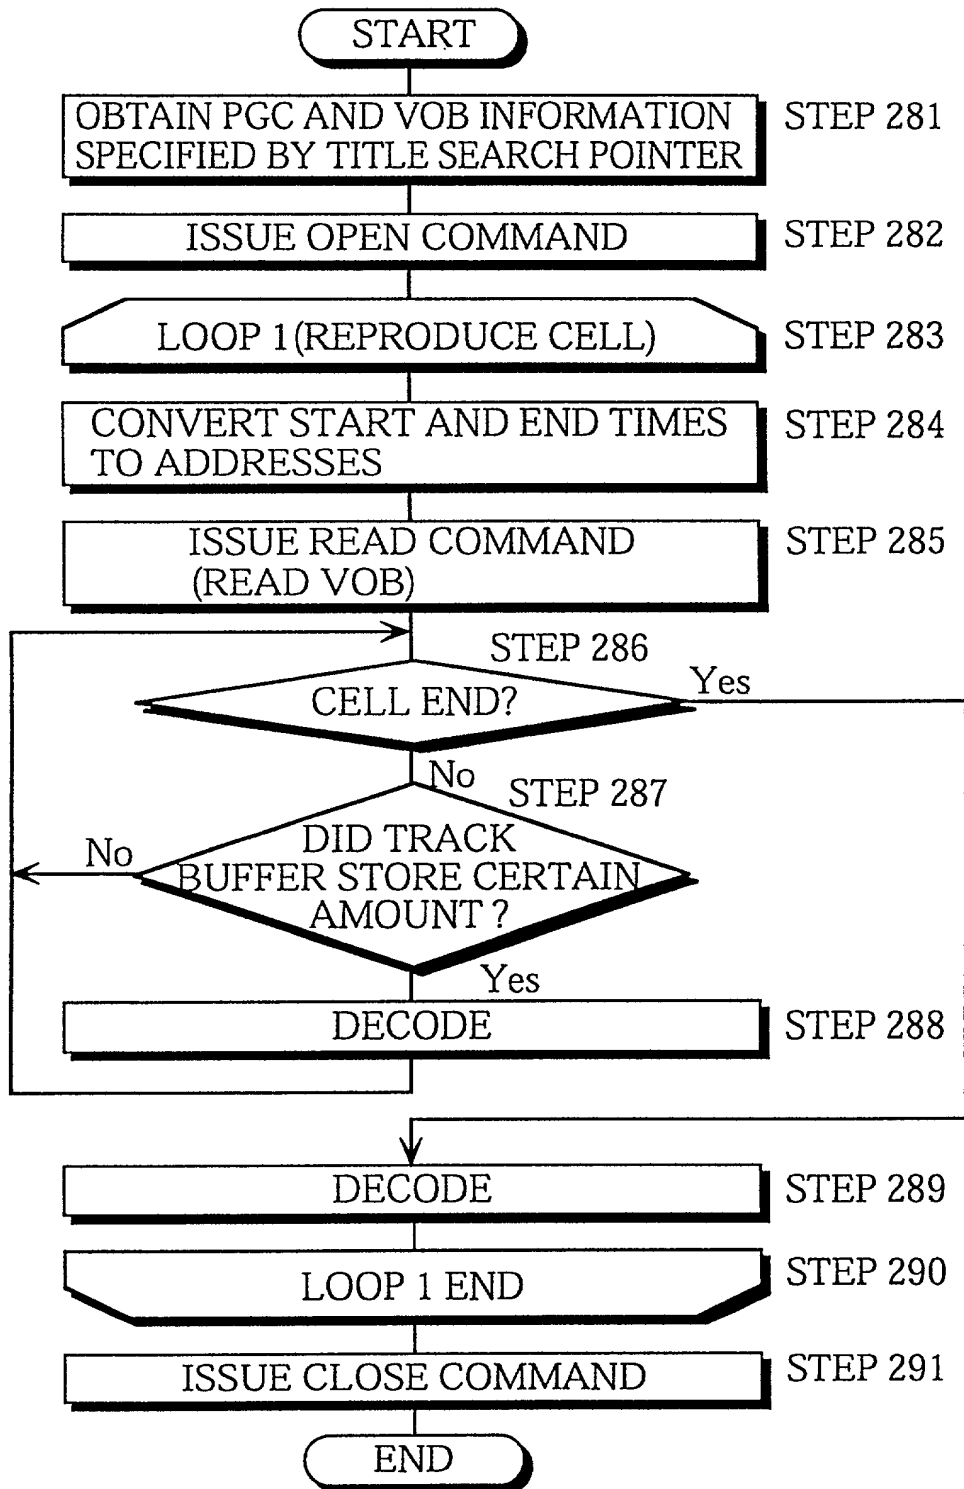 START
OBTAIN PGC AND VOB INFORMATION
SPECIFIED BY TITLE SEARCH POINTER
STEP 281
ISSUE OPEN COMMAND
STEP 282
LOOP 1(REPRODUCE CELL)
STEP 283
CONVERT START AND END TIMES
TO ADDRESSES
STEP 284
ISSUE READ COMMAND
(READ VOB)
STEP 285
STEP 286
CELL END?
Yes
No
STEP 287
DID TRACK
BUFFER STORE CERTAIN
AMOUNT ?
No
Yes
DECODE
STEP 288
DECODE
STEP 289
LOOP 1 END
STEP 290
ISSUE CLOSE COMMAND
STEP 291
END